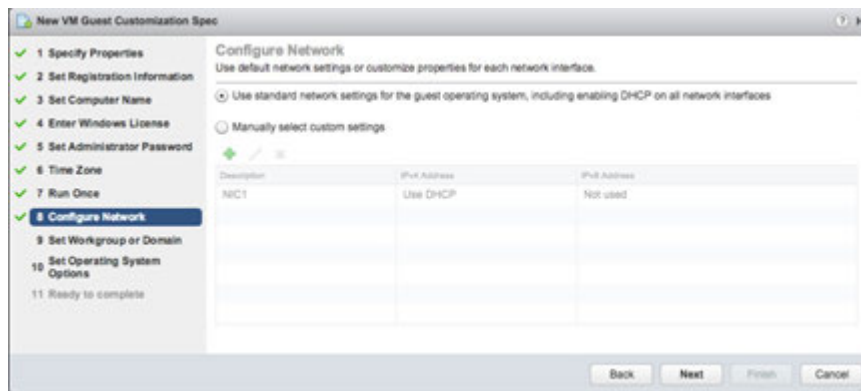 New VM Guest Customization Spec
1 Specify Properties
2 Set Registration Information
3 Set Computer Name
4 Enter Windows License
5 Set Administrator Password
6 Time Zone
7 Run Once
8 Configure Network
9 Set Workgroup or Domain
10 Set Operating System
Options
11 Ready to complete
Configure Network
Use default network settings or customize properties for each network interface.
Use standard network settings for the guest operating system, including enabling DHCP on all network interfaces
Manually select custom settings
Description IPv4 Address IPv6 Address
NIC1 Use DHCP Not used
Back Next Finish Cancel